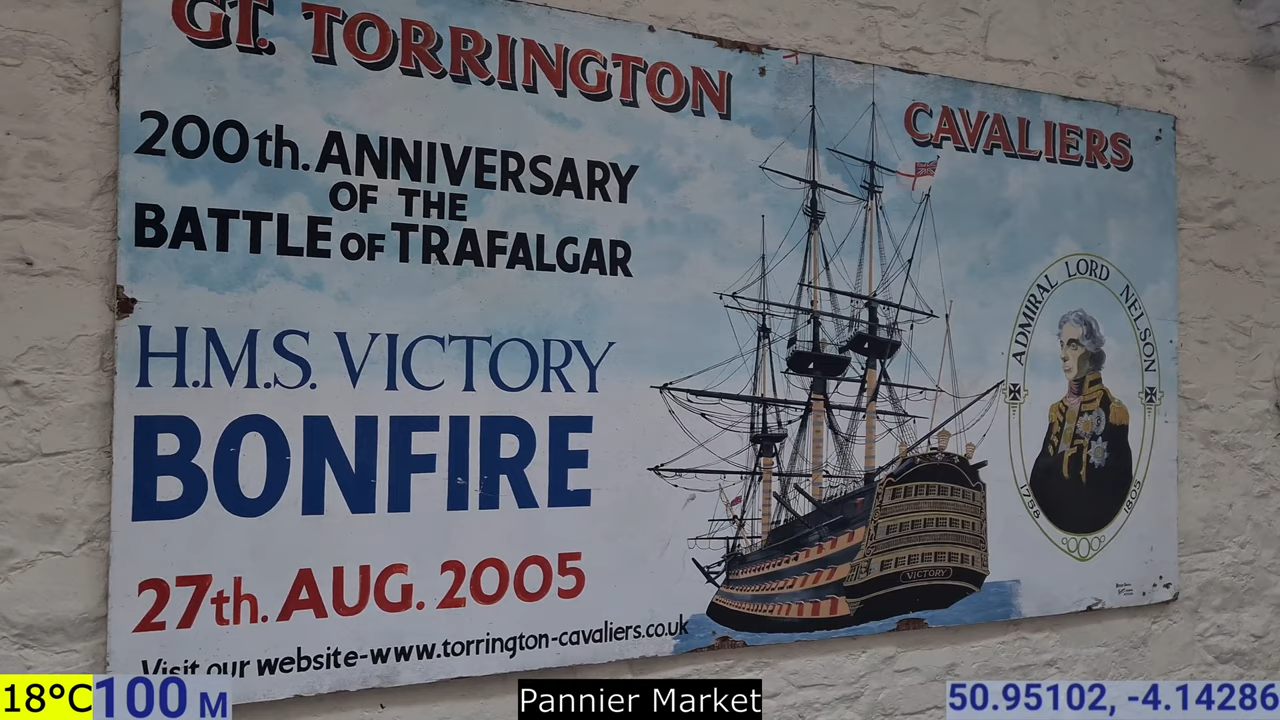 GT. TORRINGTON CAVALIERS
200th. ANNIVERSARY
OF THE
BATTLE OF TRAFALGAR
H.M.S. VICTORY
BONFIRE
27th. AUG. 2005
Visit our website-www.torrington-cavaliers.co.uk
ADMIRAL LORD NELSON
1758 1805
VICTORY
18°C 100 M
Pannier Market
50.95102, -4.14286